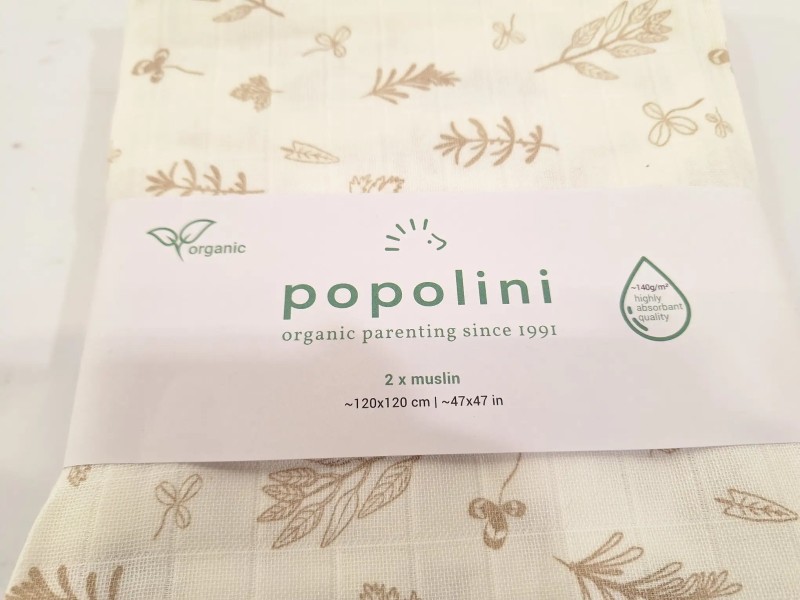 organic
popolini
organic parenting since 1991
~140g/m²
highly
absorbant
quality
2 x muslin
~120x120 cm | ~47x47 in